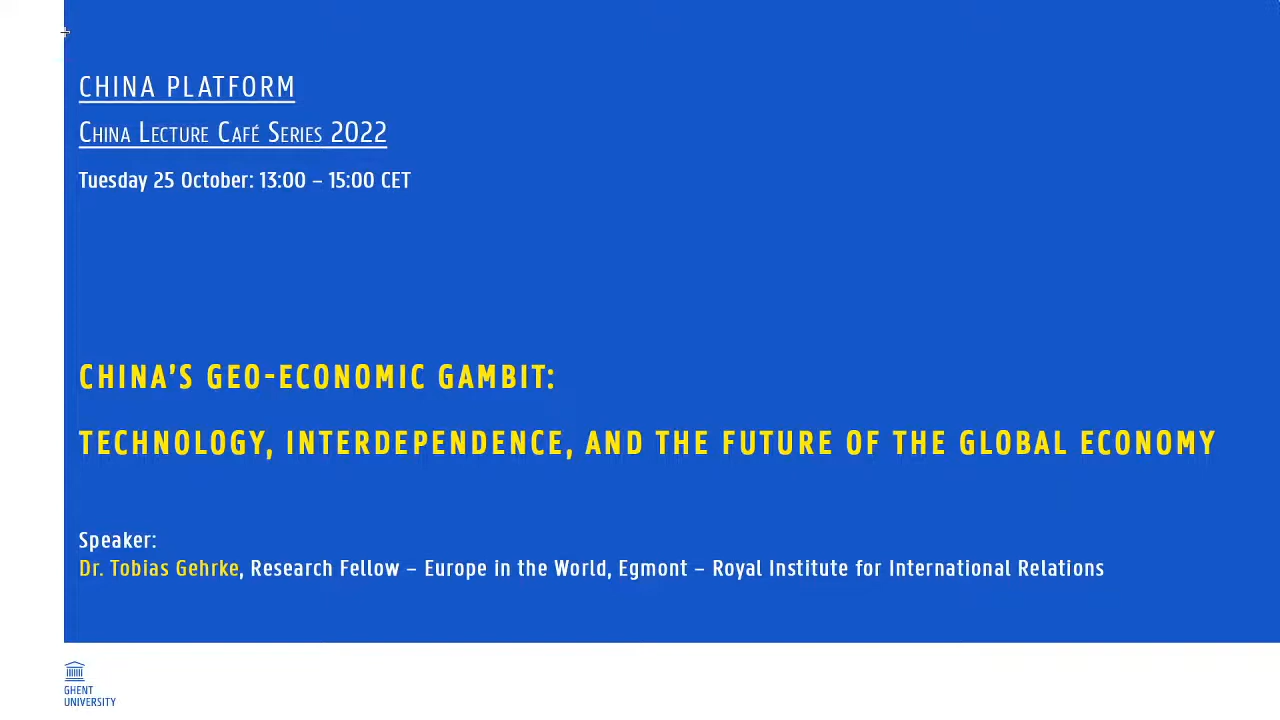 CHINA PLATFORM
CHINA LECTURE CAFÉ SERIES 2022
Tuesday 25 October: 13:00 – 15:00 CET
CHINA'S GEO-ECONOMIC GAMBIT:
TECHNOLOGY, INTERDEPENDENCE, AND THE FUTURE OF THE GLOBAL ECONOMY
Speaker:
Dr. Tobias Gehrke, Research Fellow – Europe in the World, Egmont – Royal Institute for International Relations
GHENT
UNIVERSITY